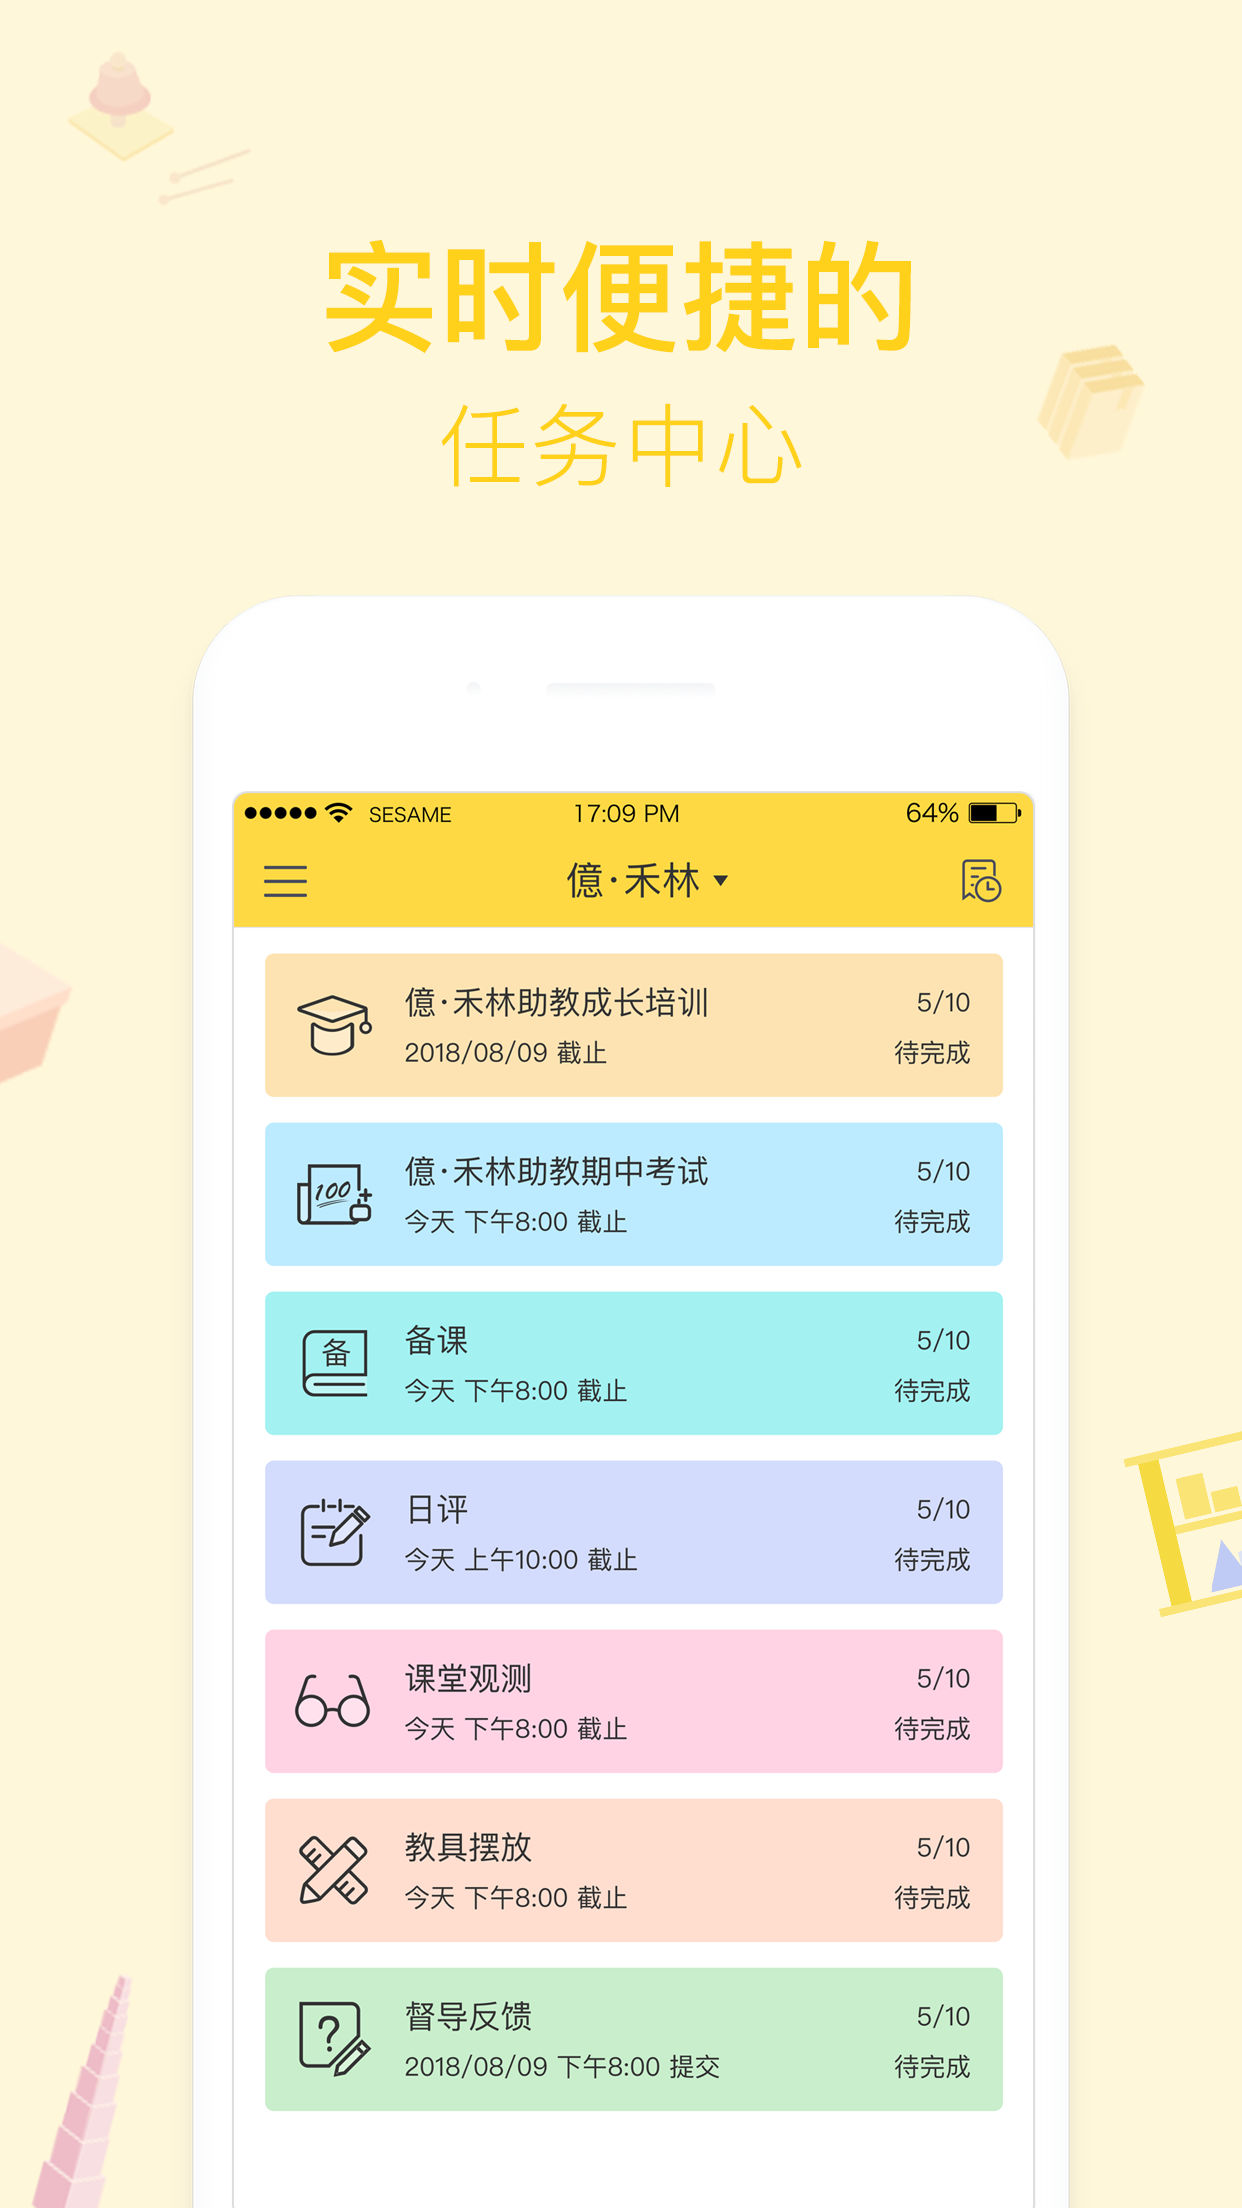 实时便捷的
任务中心
SESAME 17:09 PM 64%
億·禾林
億·禾林助教成长培训 5/10
2018/08/09 截止 待完成
100
億·禾林助教期中考试 5/10
今天 下午8:00 截止 待完成
备
备课 5/10
今天 下午8:00 截止 待完成
日评 5/10
今天 上午10:00 截止 待完成
课堂观测 5/10
今天 下午8:00 截止 待完成
教具摆放 5/10
今天 下午8:00 截止 待完成
?
督导反馈 5/10
2018/08/09 下午8:00 提交 待完成